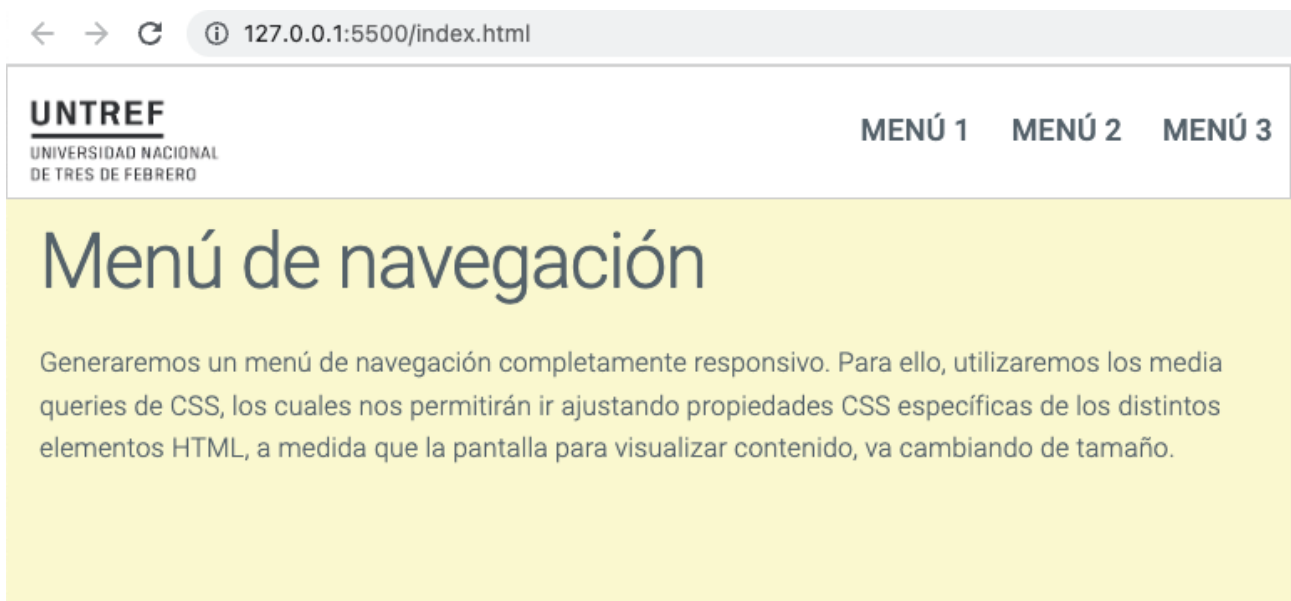 127.0.0.1:5500/index.html
UNTREF
UNIVERSIDAD NACIONAL
DE TRES DE FEBRERO
MENÚ 1 MENÚ 2 MENÚ 3
Menú de navegación
Generaremos un menú de navegación completamente responsivo. Para ello, utilizaremos los media
queries de CSS, los cuales nos permitirán ir ajustando propiedades CSS específicas de los distintos
elementos HTML, a medida que la pantalla para visualizar contenido, va cambiando de tamaño.